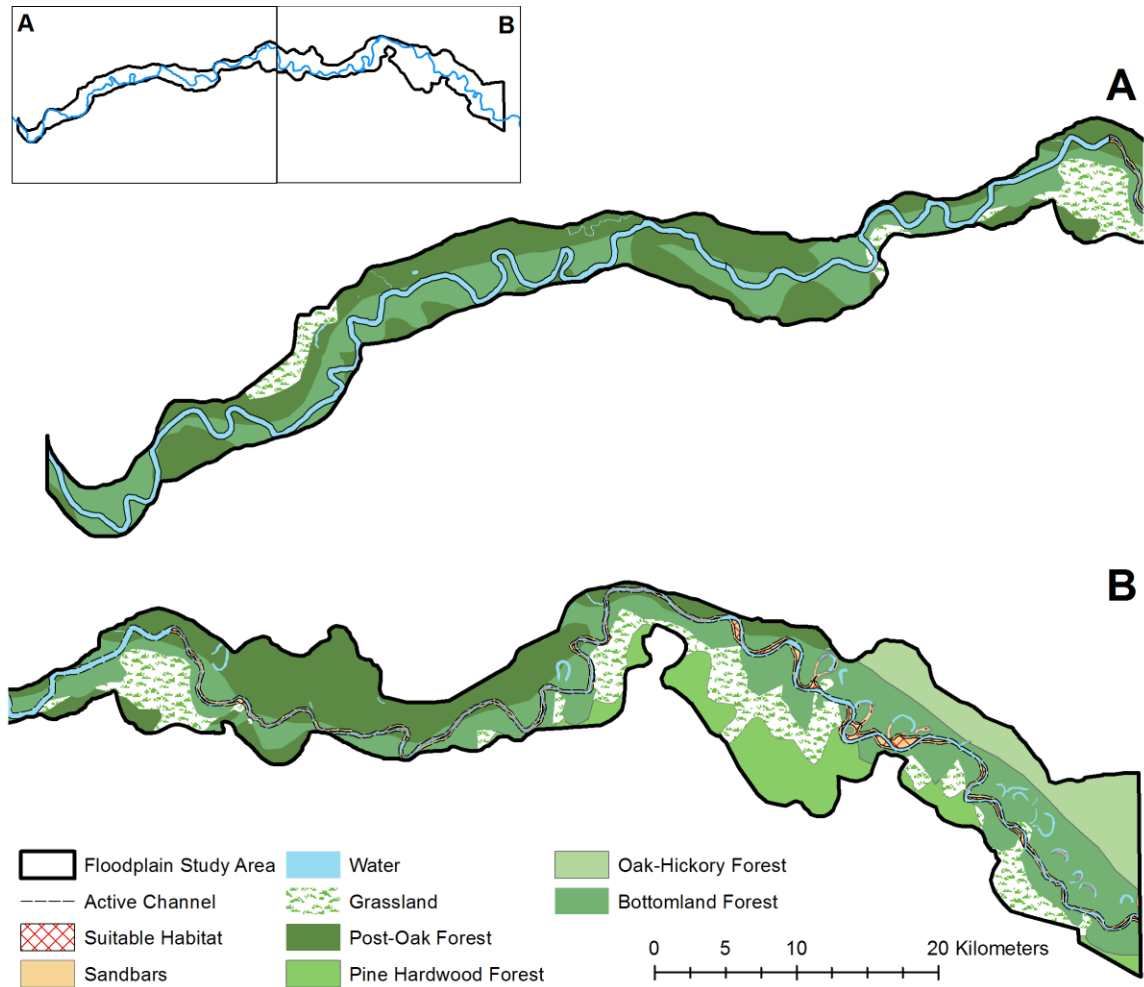 A
B
A
B
Floodplain Study Area
Active Channel
Suitable Habitat
Sandbars
Water
Grassland
Post-Oak Forest
Pine Hardwood Forest
Oak-Hickory Forest
Bottomland Forest
0 5 10 20 Kilometers